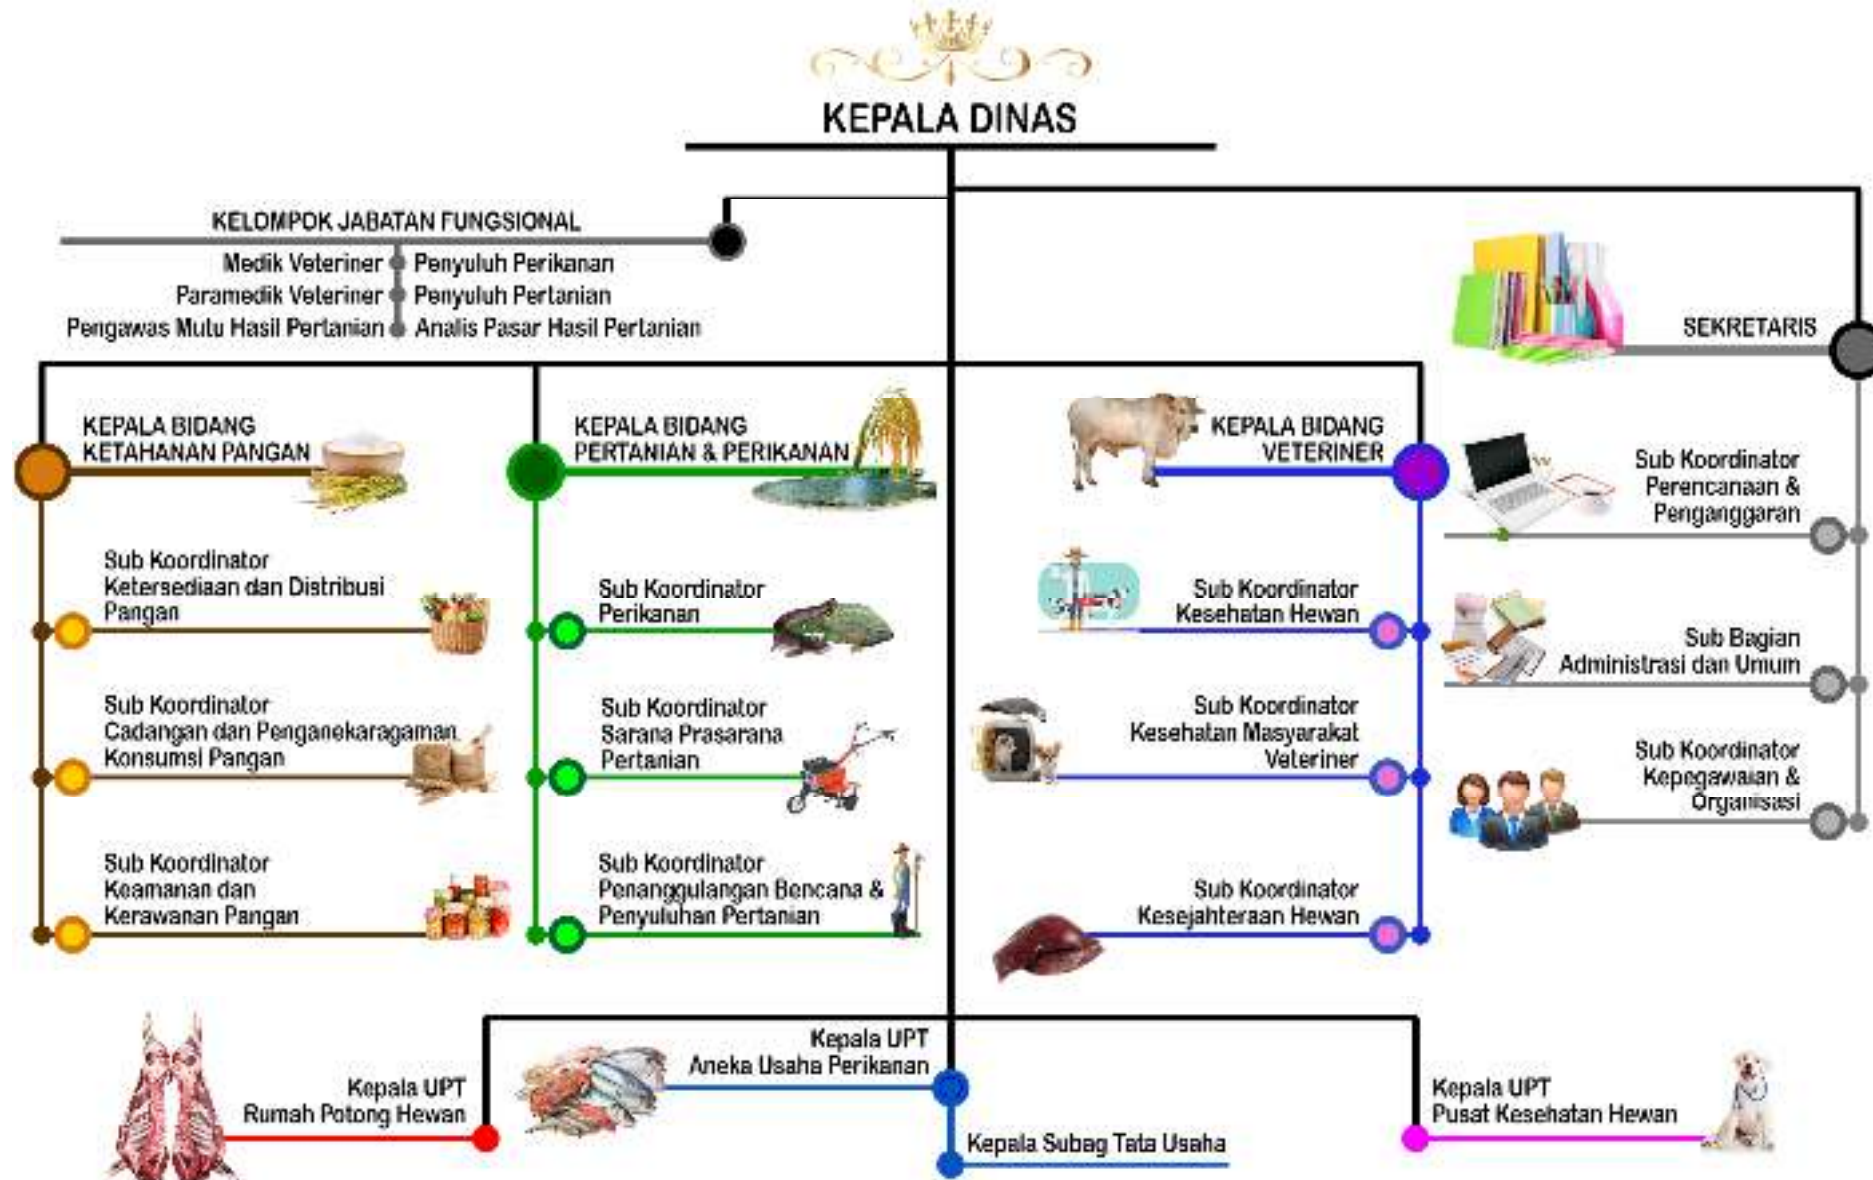 KEPALA DINAS
KELOMPOK JABATAN FUNGSIONAL
Medik Veteriner
Penyuluh Perikanan
Paramedik Veteriner
Penyuluh Pertanian
Pengawas Mutu Hasil Pertanian
Analis Pasar Hasil Pertanian
SEKRETARIS
Sub Koordinator
Perencanaan &
Penganggaran
Sub Bagian
Administrasi dan Umum
Sub Koordinator
Kepegawaian &
Organisasi
KEPALA BIDANG
KETAHANAN PANGAN
Sub Koordinator
Ketersediaan dan Distribusi
Pangan
Sub Koordinator
Cadangan dan Penganekaragaman
Konsumsi Pangan
Sub Koordinator
Keamanan dan
Kerawanan Pangan
KEPALA BIDANG
PERTANIAN & PERIKANAN
Sub Koordinator
Perikanan
Sub Koordinator
Sarana Prasarana
Pertanian
Sub Koordinator
Penanggulangan Bencana &
Penyuluhan Pertanian
KEPALA BIDANG
VETERINER
Sub Koordinator
Kesehatan Hewan
Sub Koordinator
Kesehatan Masyarakat
Veteriner
Sub Koordinator
Kesejahteraan Hewan
Kepala UPT
Rumah Potong Hewan
Kepala UPT
Aneka Usaha Perikanan
Kepala Subag Tata Usaha
Kepala UPT
Pusat Kesehatan Hewan